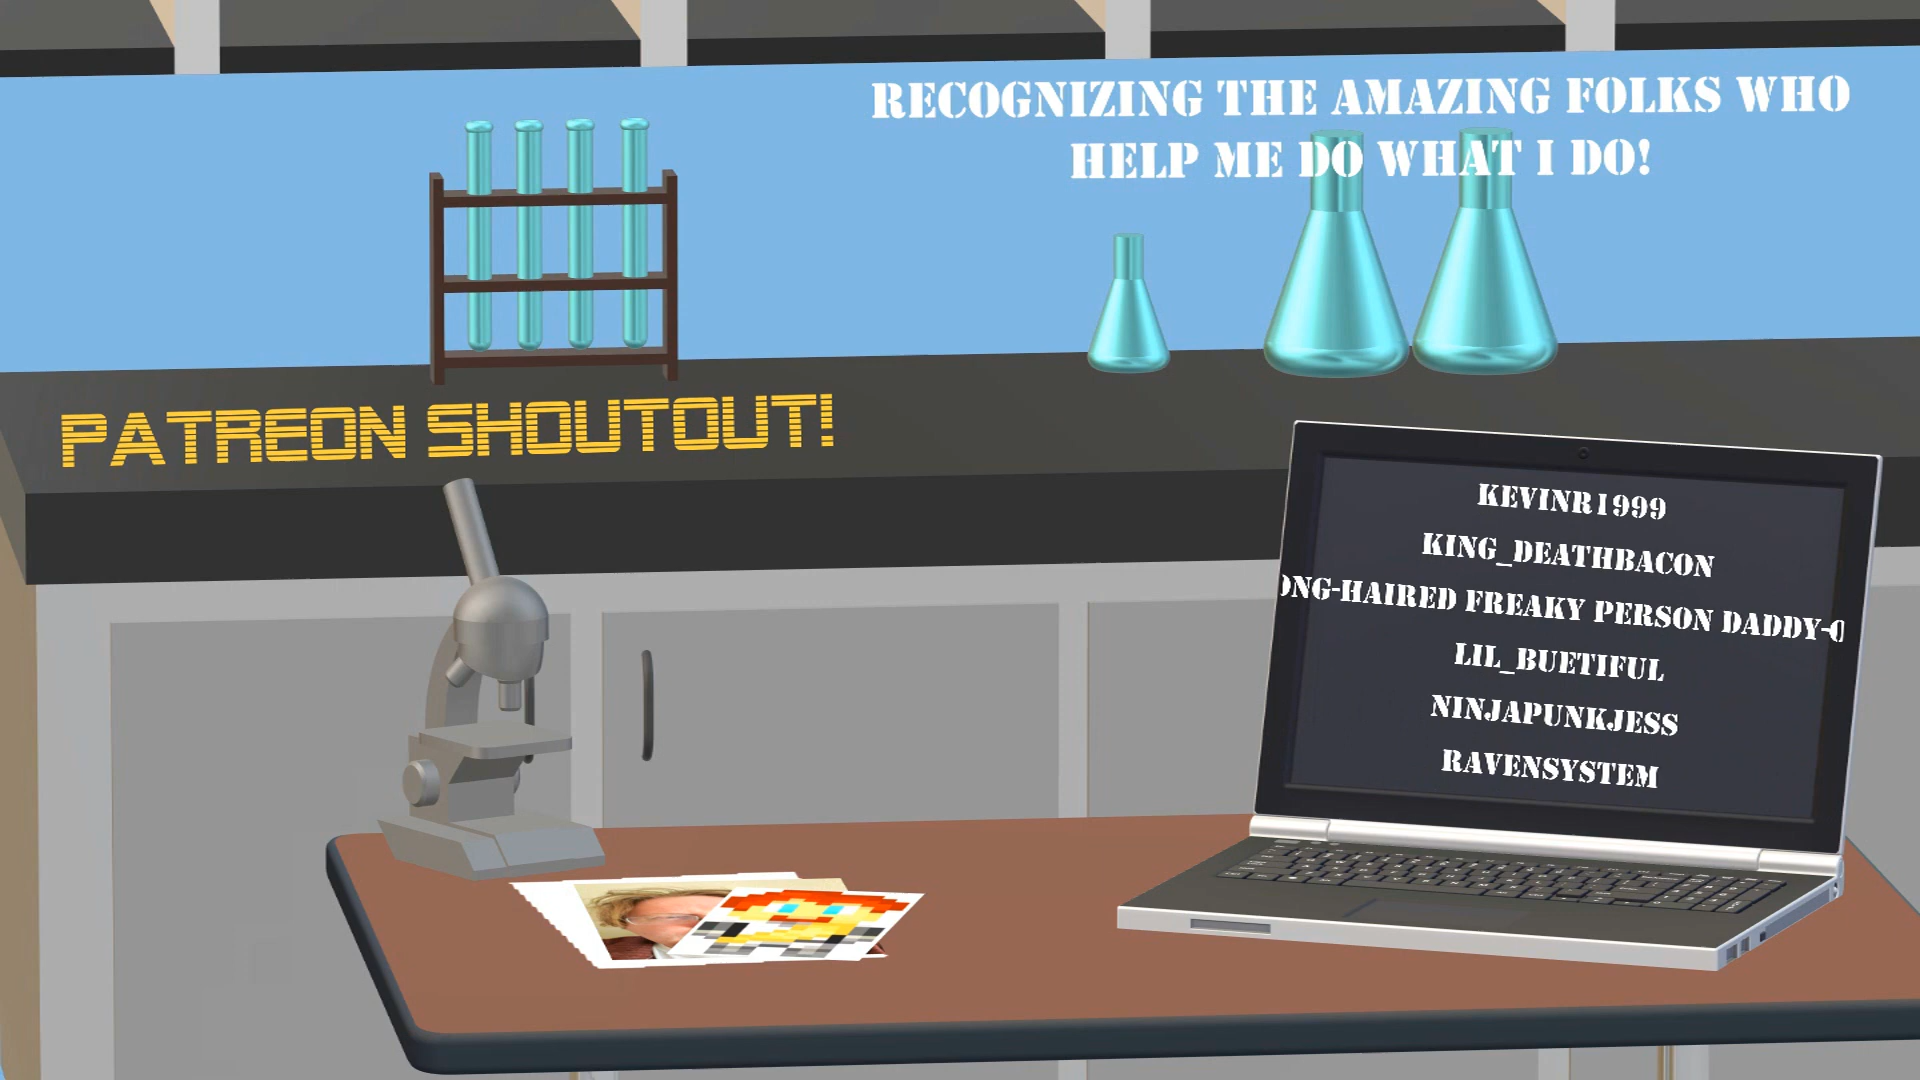 RECOGNIZING THE AMAZING FOLKS WHO
HELP ME DO WHAT I DO!
PATREON SHOUTOUT!
KEVINR1999
KING_DEATHBACON
ONG-HAIRED FREAKY PERSON DADDY-O
LIL_BUETIFUL
NINJAPUNKJESS
RAVENSYSTEM